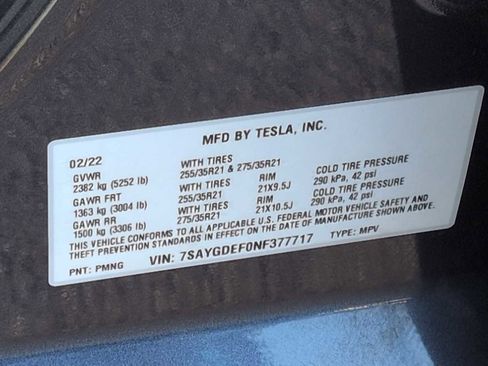 MFD BY TESLA, INC.
02/22
GVWR WITH TIRES
2382 kg (5252 lb) 255/35R21 & 275/35R21
GAWR FRT WITH TIRES RIM COLD TIRE PRESSURE
1363 kg (3004 lb) 255/35R21 21X9.5J 290 kPa, 42 psi
GAWR RR WITH TIRES RIM COLD TIRE PRESSURE
1500 kg (3306 lb) 275/35R21 21X10.5J 290 kPa, 42 psi
THIS VEHICLE CONFORMS TO ALL APPLICABLE U.S. FEDERAL MOTOR VEHICLE SAFETY AND
THEFT PREVENTION STANDARDS IN EFFECT ON THE DATE OF MANUFACTURE SHOWN ABOVE.
PNT: PMNG VIN: 7SAYGDEF0NF377717 TYPE: MPV